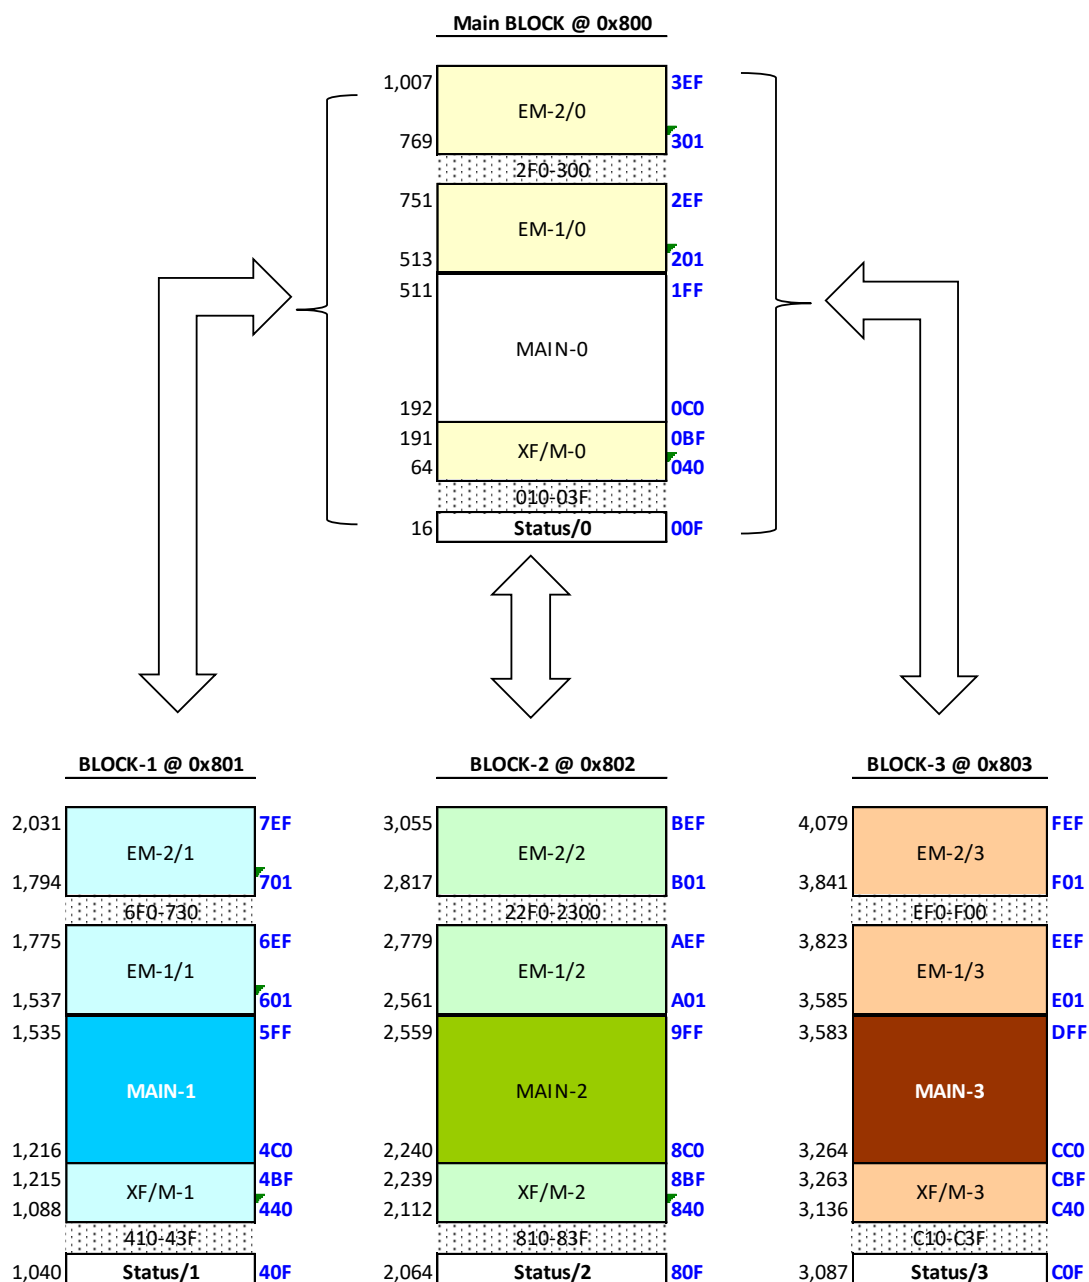 Main BLOCK @ 0x800
1,007 3EF
EM-2/0
769 301
2F0-300
751 2EF
EM-1/0
513 201
511 1FF
MAIN-0
192 0C0
191 0BF
XF/M-0
64 040
010-03F
16 Status/0 00F
BLOCK-1 @ 0x801 BLOCK-2 @ 0x802 BLOCK-3 @ 0x803
2,031 7EF 3,055 BEF 4,079 FEF
EM-2/1 EM-2/2 EM-2/3
1,794 701 2,817 B01 3,841 F01
6F0-730 22F0-2300 EF0-F00
1,775 6EF 2,779 AEF 3,823 EEF
EM-1/1 EM-1/2 EM-1/3
1,537 601 2,561 A01 3,585 E01
1,535 5FF 2,559 9FF 3,583 DFF
MAIN-1 MAIN-2 MAIN-3
1,216 4C0 2,240 8C0 3,264 CC0
1,215 4BF 2,239 8BF 3,263 CBF
XF/M-1 XF/M-2 XF/M-3
1,088 440 2,112 840 3,136 C40
410-43F 810-83F C10-C3F
1,040 Status/1 40F 2,064 Status/2 80F 3,087 Status/3 C0F